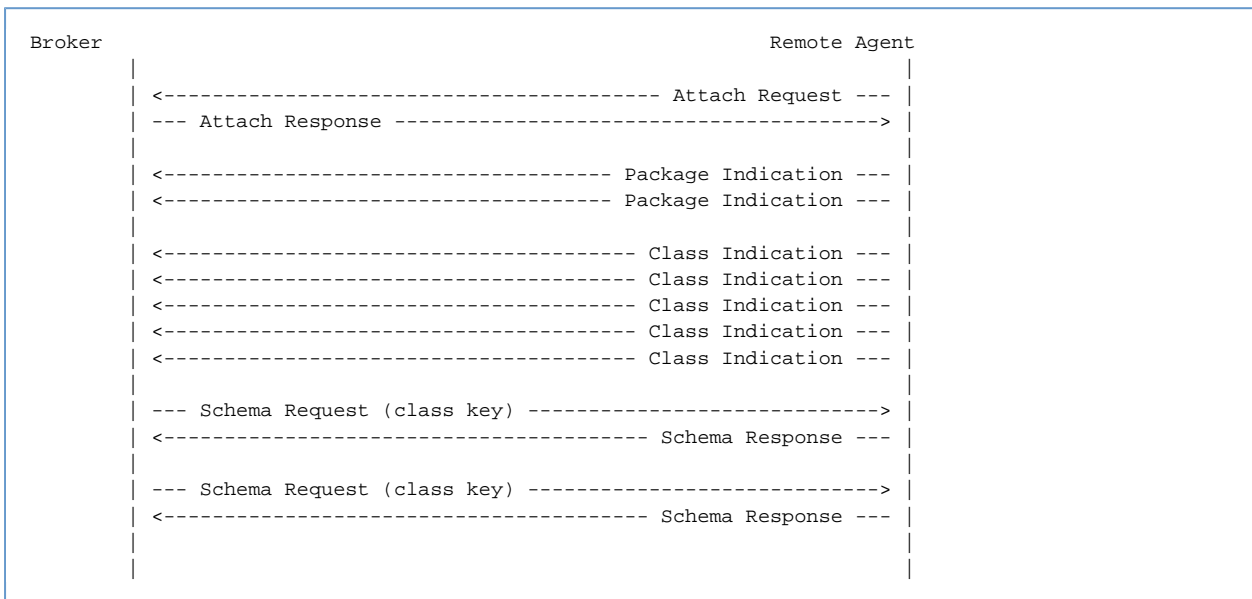 Broker                                                       Remote Agent
        |                                                                |
        | <----------------------------------------- Attach Request --- |
        | --- Attach Response ----------------------------------------> |
        |                                                                |
        | <------------------------------------- Package Indication --- |
        | <------------------------------------- Package Indication --- |
        |                                                                |
        | <--------------------------------------- Class Indication --- |
        | <--------------------------------------- Class Indication --- |
        | <--------------------------------------- Class Indication --- |
        | <--------------------------------------- Class Indication --- |
        | <--------------------------------------- Class Indication --- |
        |                                                                |
        | --- Schema Request (class key) -----------------------------> |
        | <---------------------------------------- Schema Response --- |
        |                                                                |
        | --- Schema Request (class key) -----------------------------> |
        | <---------------------------------------- Schema Response --- |
        |                                                                |
        |                                                                |